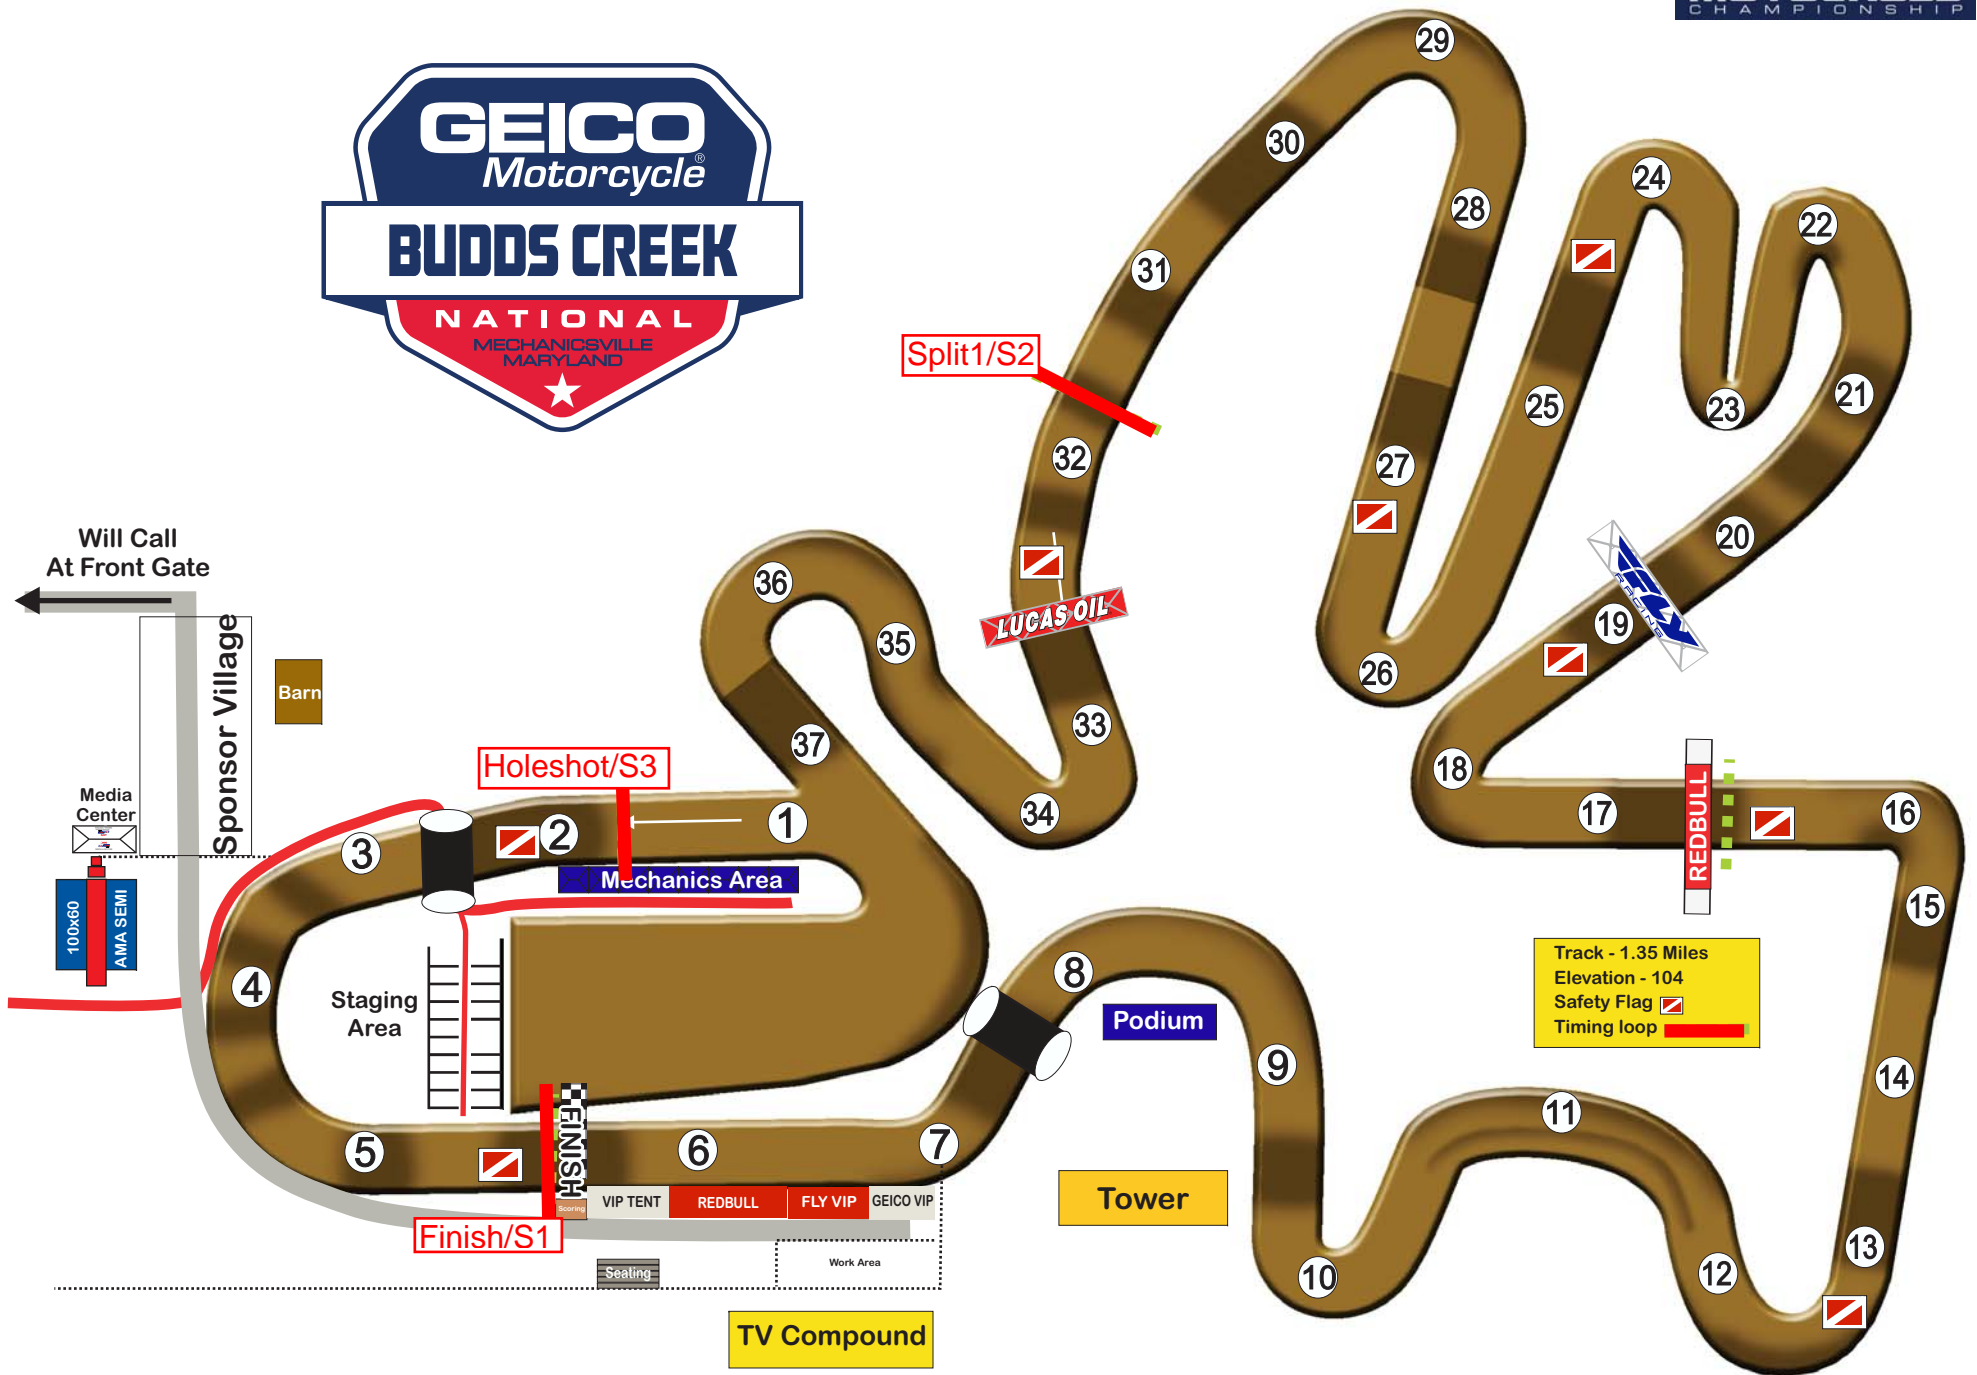 CHAMPIONSHIP
GEICO
Motorcycle®
BUDDS CREEK
NATIONAL
MECHANICSVILLE
MARYLAND
29
30
28
24
22
31
Split1/S2
25
23
21
32
27
20
Will Call
At Front Gate
36
LUCAS OIL
FLY
RACING
19
35
26
Sponsor Village
Barn
33
37
18
Holeshot/S3
Media
Center
1
34
2
3
17
REDBULL
16
Mechanics Area
15
100x60
AMA SEMI
4
Staging
Area
8
Podium
Track - 1.35 Miles
Elevation - 104
Safety Flag
Timing loop
9
14
11
FINISH
5
6
7
VIP TENT
REDBULL
FLY VIP
GEICO VIP
Scoring
Tower
Finish/S1
13
12
10
Seating
Work Area
TV Compound